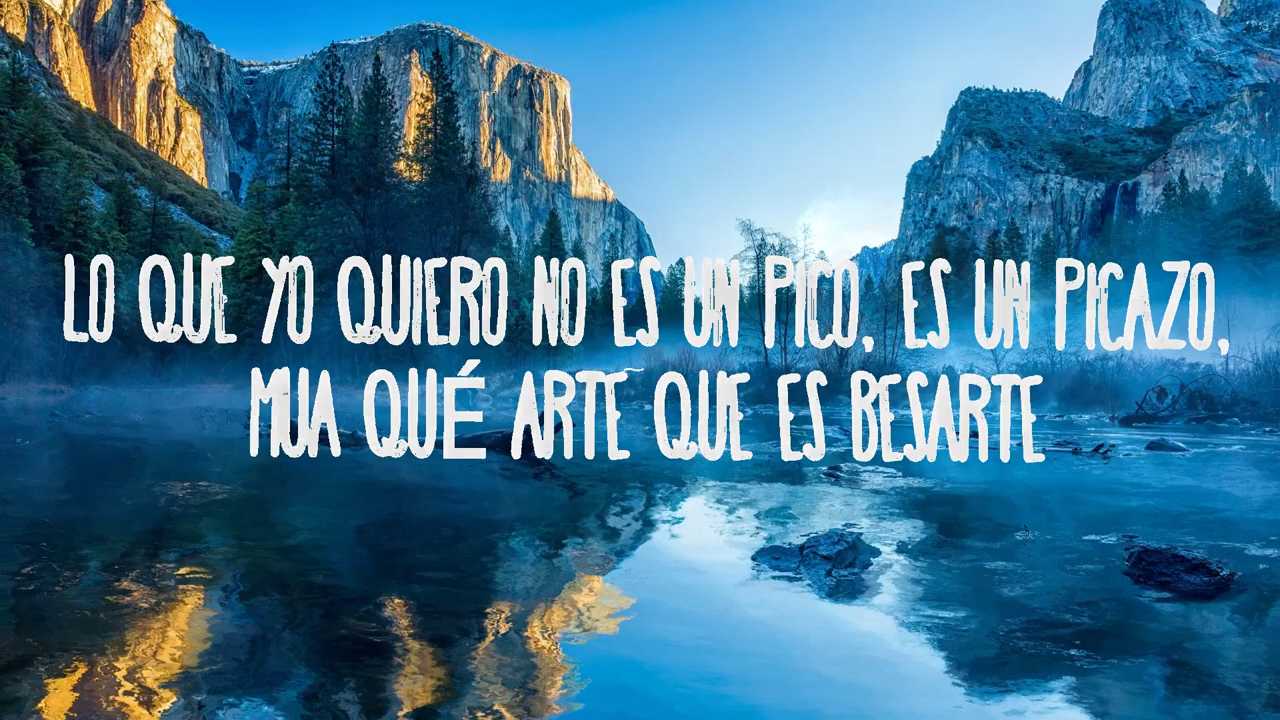 LO QUE YO QUIERO NO ES UN PICO, ES UN PICAZO,
MUA QUÉ ARTE QUE ES BESARTE